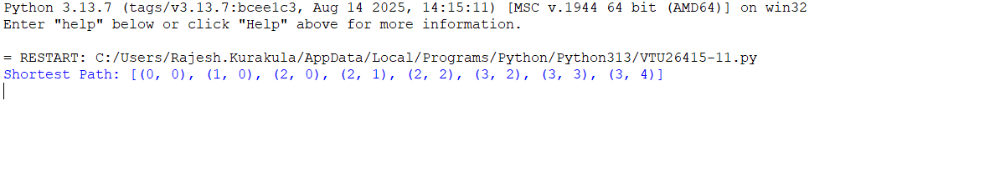 Python 3.13.7 (tags/v3.13.7:bcee1c3, Aug 14 2025, 14:15:11) [MSC v.1944 64 bit (AMD64)] on win32
Enter "help" below or click "Help" above for more information.
= RESTART: C:/Users/Rajesh.Kurakula/AppData/Local/Programs/Python/Python313/VTU26415-11.py
Shortest Path: [(0, 0), (1, 0), (2, 0), (2, 1), (2, 2), (3, 2), (3, 3), (3, 4)]